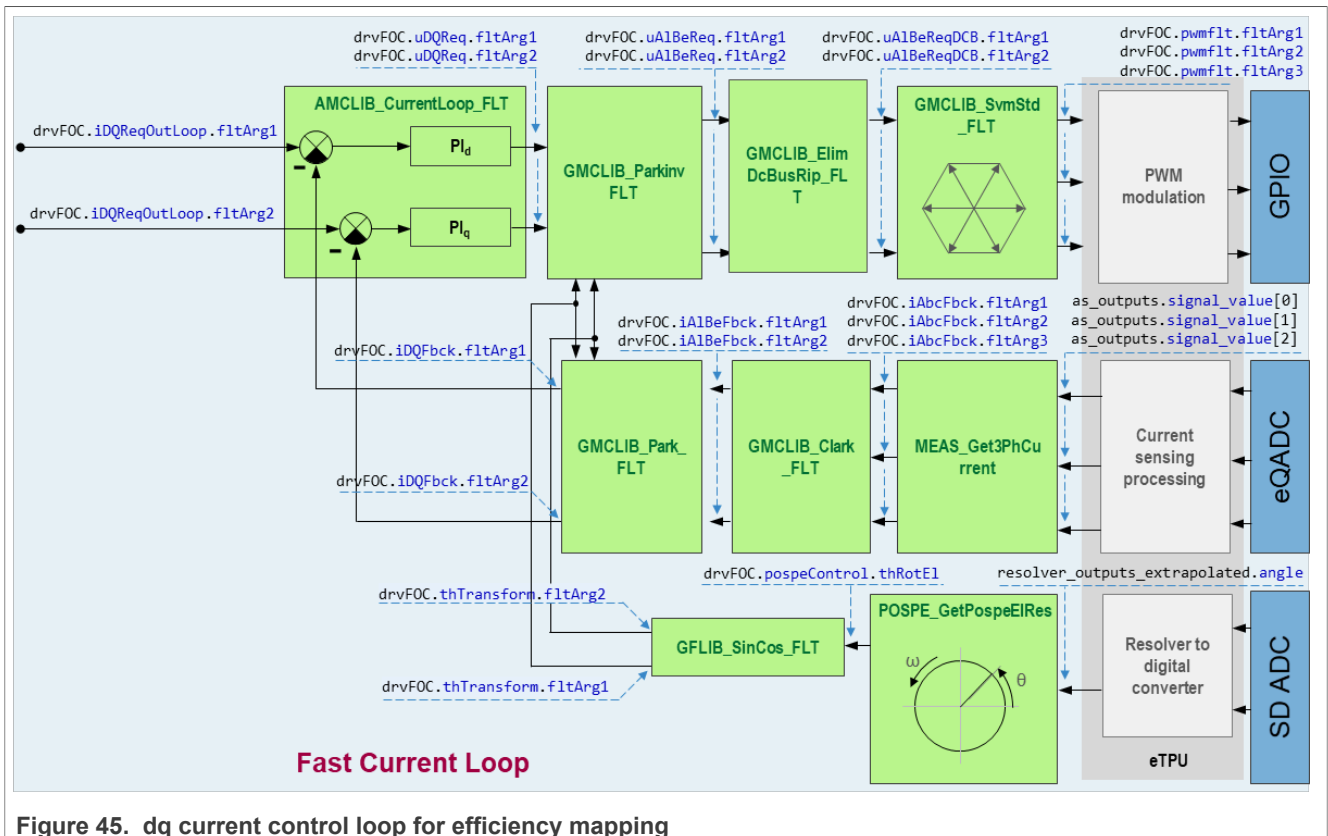 drvFOC.uDQReq.fltArg1
drvFOC.uDQReq.fltArg2
drvFOC.uAlBeReq.fltArg1
drvFOC.uAlBeReq.fltArg2
drvFOC.uAlBeReqDCB.fltArg1
drvFOC.uAlBeReqDCB.fltArg2
drvFOC.pwmflt.fltArg1
drvFOC.pwmflt.fltArg2
drvFOC.pwmflt.fltArg3
AMCLIB_CurrentLoop_FLT
drvFOC.iDQReqOutLoop.fltArg1
PId
drvFOC.iDQReqOutLoop.fltArg2
PIq
GMCLIB_Parkinv
FLT
GMCLIB_Elim
DcBusRip_FL
T
GMCLIB_SvmStd
_FLT
PWM
modulation
GPIO
drvFOC.iDQFbck.fltArg1
drvFOC.iAlBeFbck.fltArg1
drvFOC.iAlBeFbck.fltArg2
drvFOC.iAbcFbck.fltArg1
drvFOC.iAbcFbck.fltArg2
drvFOC.iAbcFbck.fltArg3
as_outputs.signal_value[0]
as_outputs.signal_value[1]
as_outputs.signal_value[2]
GMCLIB_Park_
FLT
GMCLIB_Clark
_FLT
MEAS_Get3PhCu
rrent
Current
sensing
processing
eQADC
drvFOC.iDQFbck.fltArg2
drvFOC.thTransform.fltArg2
drvFOC.pospeControl.thRotEl
resolver_outputs_extrapolated.angle
GFLIB_SinCos_FLT
drvFOC.thTransform.fltArg1
POSPE_GetPospeElRes
ω
θ
Resolver to
digital
converter
SD ADC
eTPU
Fast Current Loop
Figure 45. dq current control loop for efficiency mapping